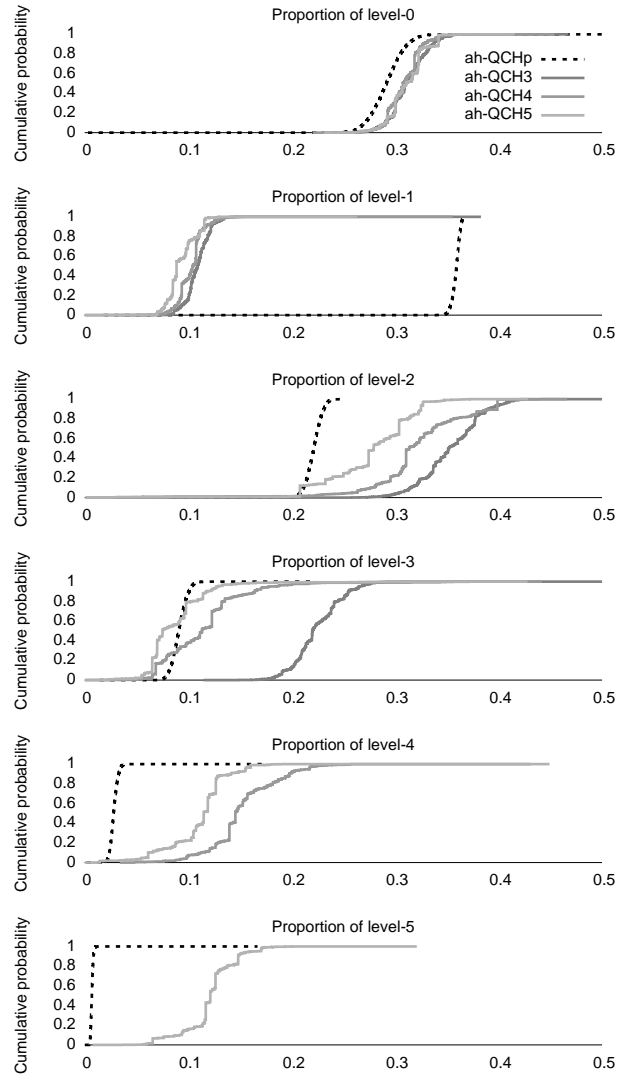 Proportion of level-0
Cumulative probability
1
0.8
0.6
0.4
0.2
0
ah-QCHp
ah-QCH3
ah-QCH4
ah-QCH5
0 0.1 0.2 0.3 0.4 0.5
Proportion of level-1
Cumulative probability
1
0.8
0.6
0.4
0.2
0
0 0.1 0.2 0.3 0.4 0.5
Proportion of level-2
Cumulative probability
1
0.8
0.6
0.4
0.2
0
0 0.1 0.2 0.3 0.4 0.5
Proportion of level-3
Cumulative probability
1
0.8
0.6
0.4
0.2
0
0 0.1 0.2 0.3 0.4 0.5
Proportion of level-4
Cumulative probability
1
0.8
0.6
0.4
0.2
0
0 0.1 0.2 0.3 0.4 0.5
Proportion of level-5
Cumulative probability
1
0.8
0.6
0.4
0.2
0
0 0.1 0.2 0.3 0.4 0.5